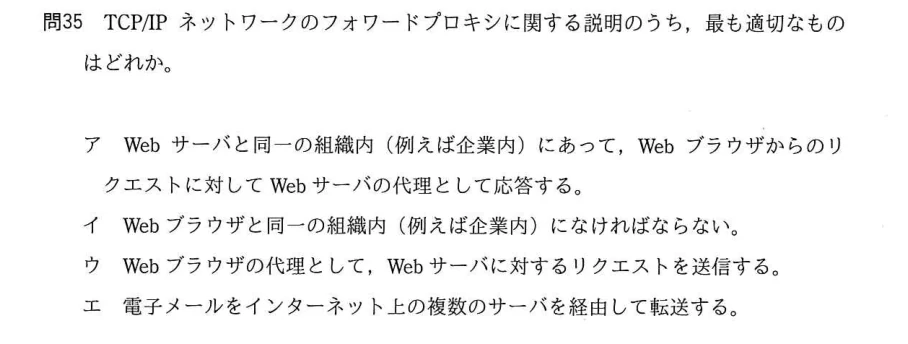 問35 TCP/IP ネットワークのフォワードプロキシに関する説明のうち，最も適切なもの
はどれか。
ア Web サーバと同一の組織内（例えば企業内）にあって，Web ブラウザからのリ
クエストに対して Web サーバの代理として応答する。
イ Web ブラウザと同一の組織内（例えば企業内）になければならない。
ウ Web ブラウザの代理として，Web サーバに対するリクエストを送信する。
エ 電子メールをインターネット上の複数のサーバを経由して転送する。